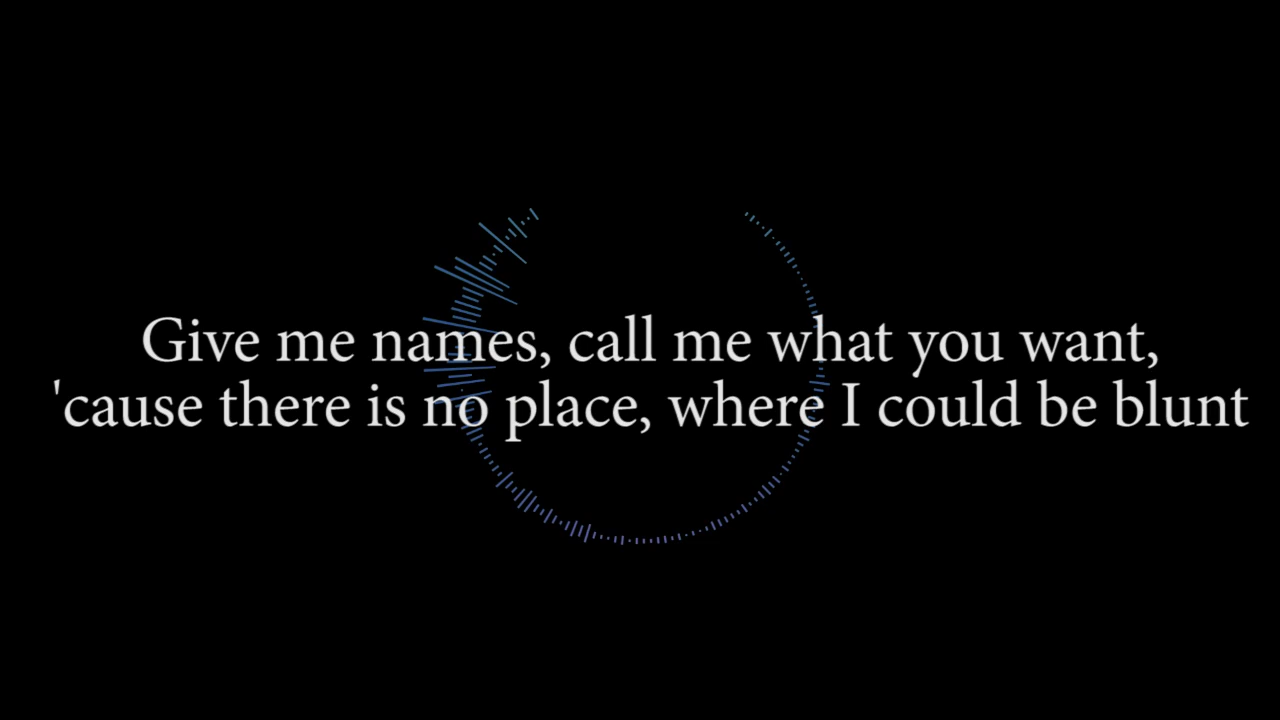 Give me names, call me what you want,
'cause there is no place, where I could be blunt